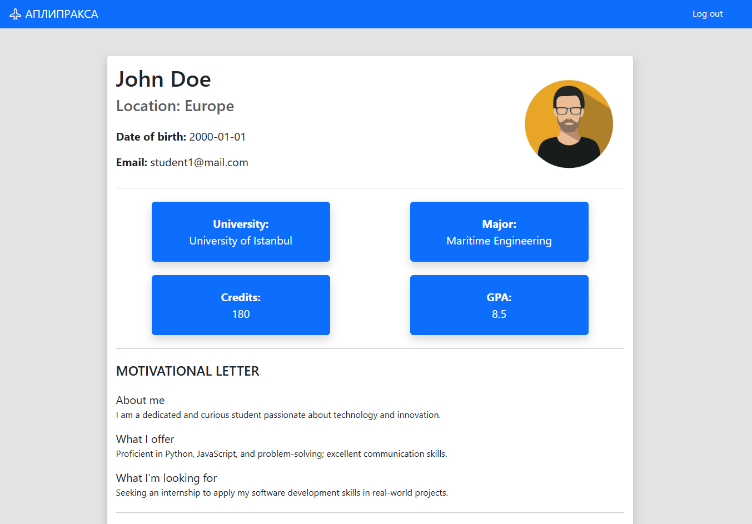 АПЛИПРАКСА
Log out
John Doe
Location: Europe
Date of birth: 2000-01-01
Email: student1@mail.com
University:
University of Istanbul
Major:
Maritime Engineering
Credits:
180
GPA:
8.5
MOTIVATIONAL LETTER
About me
I am a dedicated and curious student passionate about technology and innovation.
What I offer
Proficient in Python, JavaScript, and problem-solving; excellent communication skills.
What I'm looking for
Seeking an internship to apply my software development skills in real-world projects.